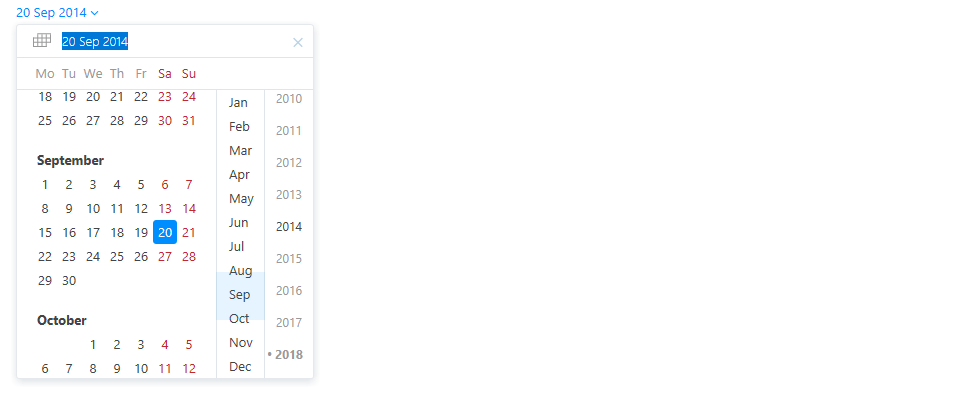 20 Sep 2014
20 Sep 2014
Mo Tu We Th Fr Sa Su
18 19 20 21 22 23 24
25 26 27 28 29 30 31
September
1 2 3 4 5 6 7
8 9 10 11 12 13 14
15 16 17 18 19 20 21
22 23 24 25 26 27 28
29 30
October
1 2 3 4 5
6 7 8 9 10 11 12
Jan
Feb
Mar
Apr
May
Jun
Jul
Aug
Sep
Oct
Nov
Dec
2010
2011
2012
2013
2014
2015
2016
2017
• 2018